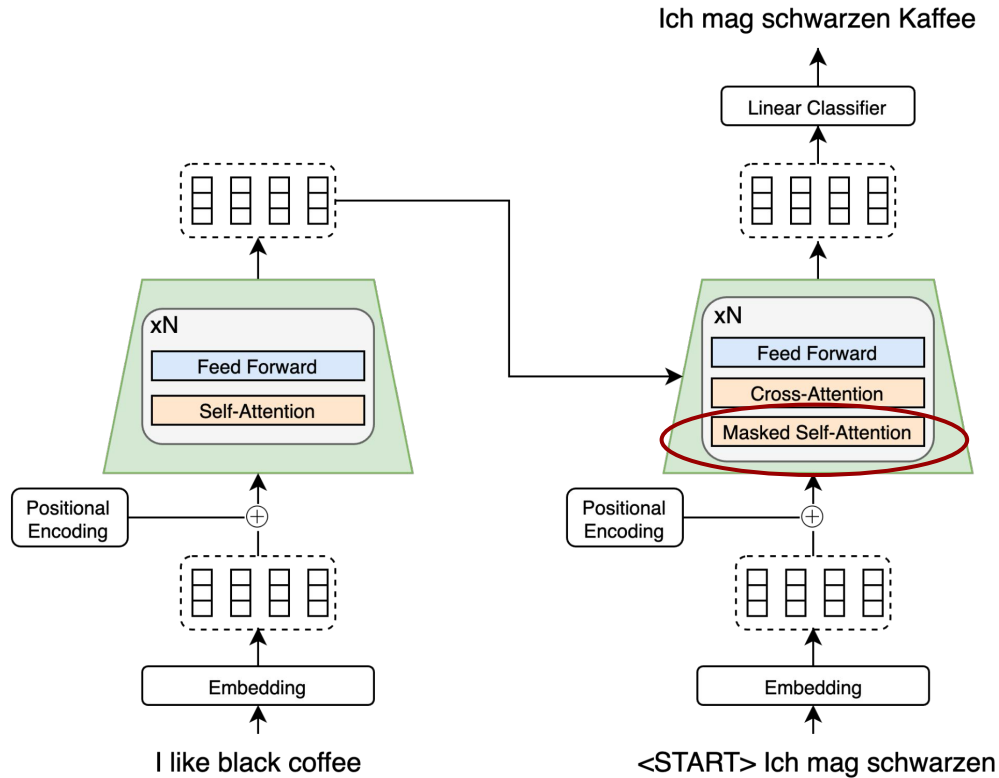 Ich mag schwarzen Kaffee
Linear Classifier
xN
Feed Forward
Self-Attention
xN
Feed Forward
Cross-Attention
Masked Self-Attention
Positional
Encoding
Positional
Encoding
Embedding
Embedding
I like black coffee
<START> Ich mag schwarzen